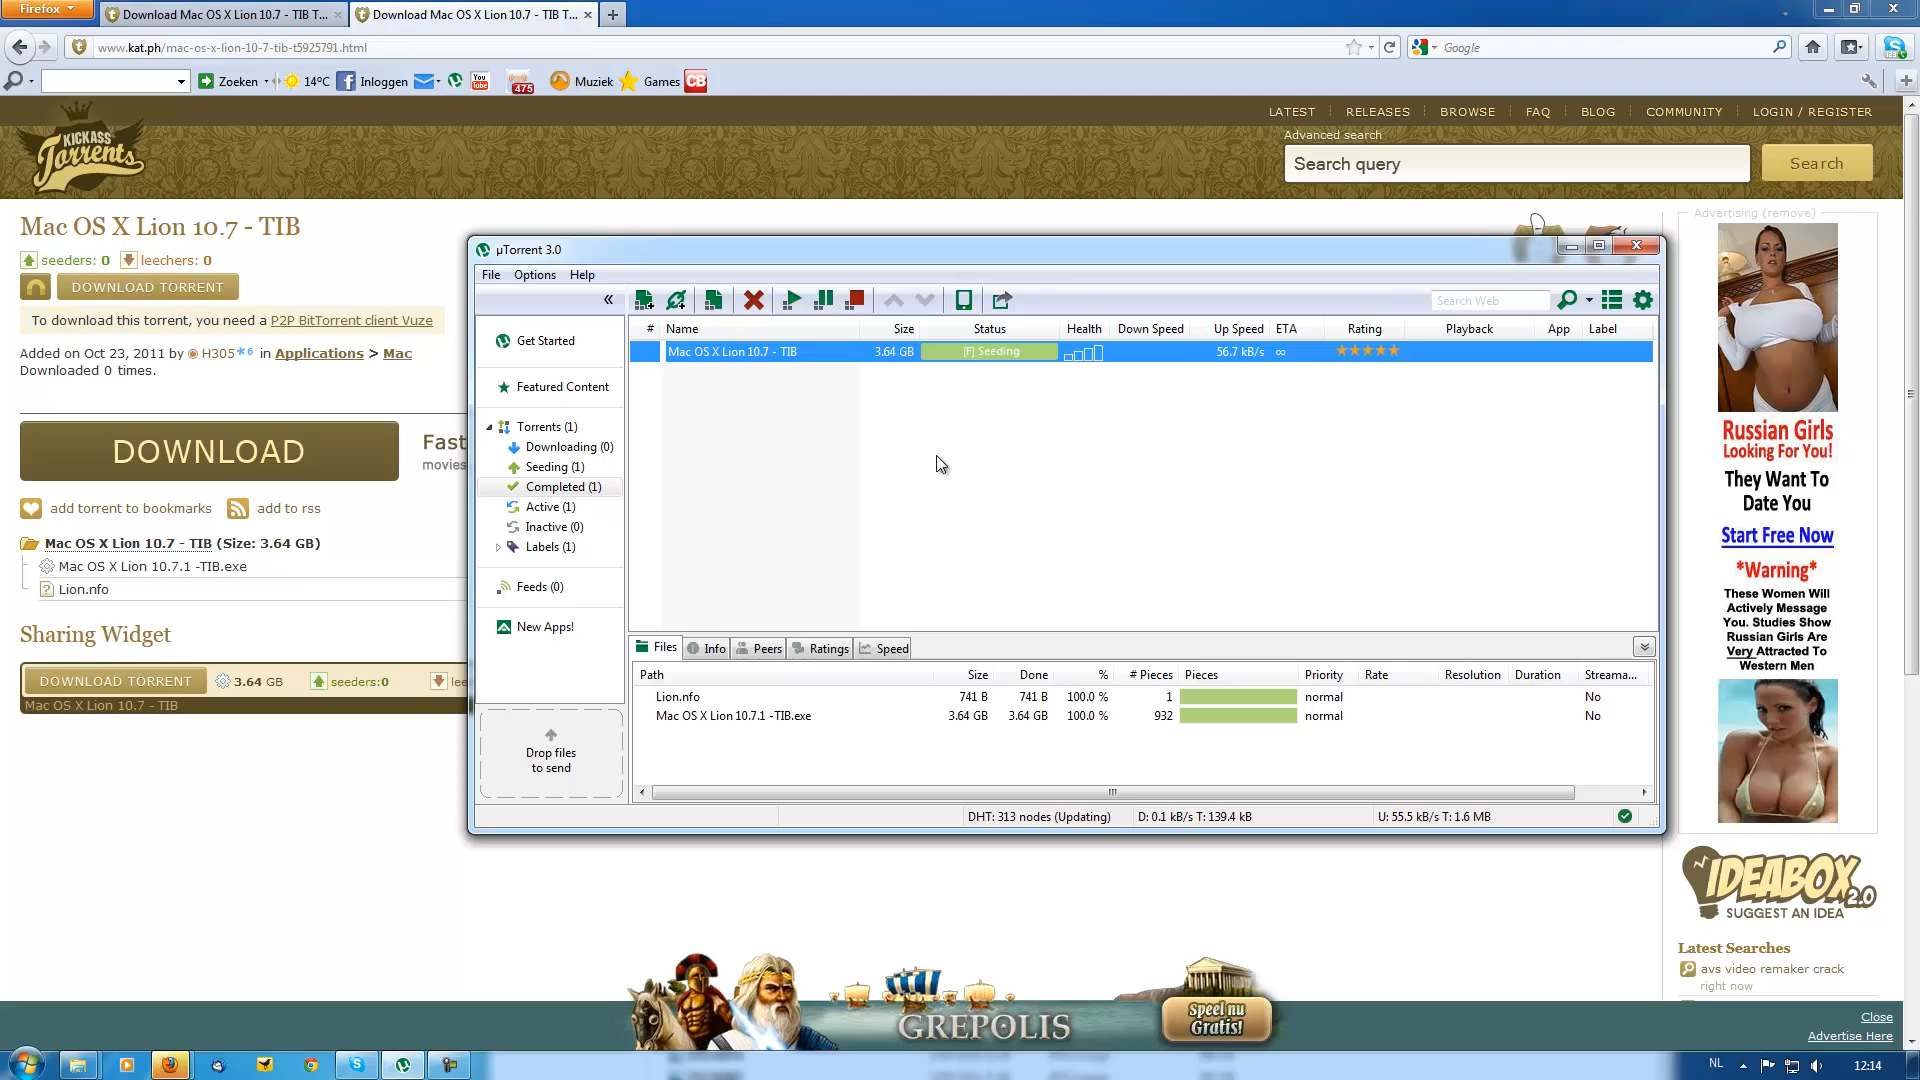 Firefox
Download Mac OS X Lion 10.7 - TIB T...
Download Mac OS X Lion 10.7 - TIB T...
www.kat.ph/mac-os-x-lion-10-7-tib-t5925791.html
Google
Zoeken
14°C
Inloggen
You Tube
475
Muziek
Games
CB
LATEST
RELEASES
BROWSE
FAQ
BLOG
COMMUNITY
LOGIN / REGISTER
KICKASS
Torrents
Advanced search
Search query
Search
Mac OS X Lion 10.7 - TIB
seeders: 0
leechers: 0
DOWNLOAD TORRENT
To download this torrent, you need a P2P BitTorrent client Vuze
Added on Oct 23, 2011 by H305 6 in Applications > Mac
Downloaded 0 times.
DOWNLOAD
Fast
movies
add torrent to bookmarks
add to rss
Mac OS X Lion 10.7 - TIB (Size: 3.64 GB)
Mac OS X Lion 10.7.1 -TIB.exe
Lion.nfo
Sharing Widget
DOWNLOAD TORRENT
3.64 GB
seeders:0
lee
Mac OS X Lion 10.7 - TIB
µTorrent 3.0
File
Options
Help
«
Search Web
Get Started
Featured Content
Torrents (1)
Downloading (0)
Seeding (1)
Completed (1)
Active (1)
Inactive (0)
Labels (1)
Feeds (0)
New Apps!
Drop files
to send
# Name Size Status Health Down Speed Up Speed ETA Rating Playback App Label
Mac OS X Lion 10.7 - TIB 3.64 GB [F] Seeding 56.7 kB/s ∞
Files
Info
Peers
Ratings
Speed
Path Size Done % # Pieces Pieces Priority Rate Resolution Duration Streama...
Lion.nfo 741 B 741 B 100.0 % 1 normal No
Mac OS X Lion 10.7.1 -TIB.exe 3.64 GB 3.64 GB 100.0 % 932 normal No
DHT: 313 nodes (Updating)
D: 0.1 kB/s T: 139.4 kB
U: 55.5 kB/s T: 1.6 MB
Advertising (remove)
Russian Girls
Looking For You!
They Want To
Date You
Start Free Now
*Warning*
These Women Will
Actively Message
You. Studies Show
Russian Girls Are
Very Attracted To
Western Men
IDEABOX 2.0
SUGGEST AN IDEA
Latest Searches
avs video remaker crack
right now
GREPOLIS
Speel nu
Gratis!
Close
Advertise Here
NL
12:14